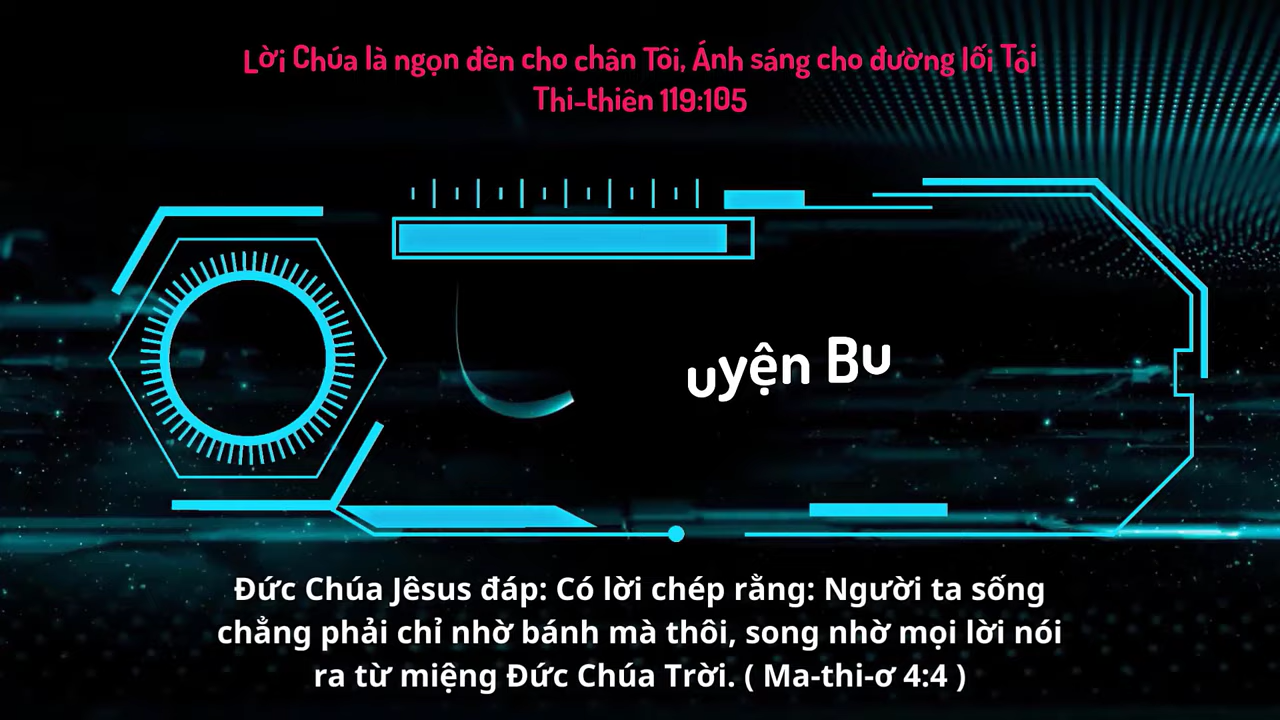 Lời Chúa là ngọn đèn cho chân Tôi, Ánh sáng cho đường lối Tôi
Thi-thiên 119:105
uyện Bu
Đức Chúa Jêsus đáp: Có lời chép rằng: Người ta sống
chẳng phải chỉ nhờ bánh mà thôi, song nhờ mọi lời nói
ra từ miệng Đức Chúa Trời. ( Ma-thi-ơ 4:4 )